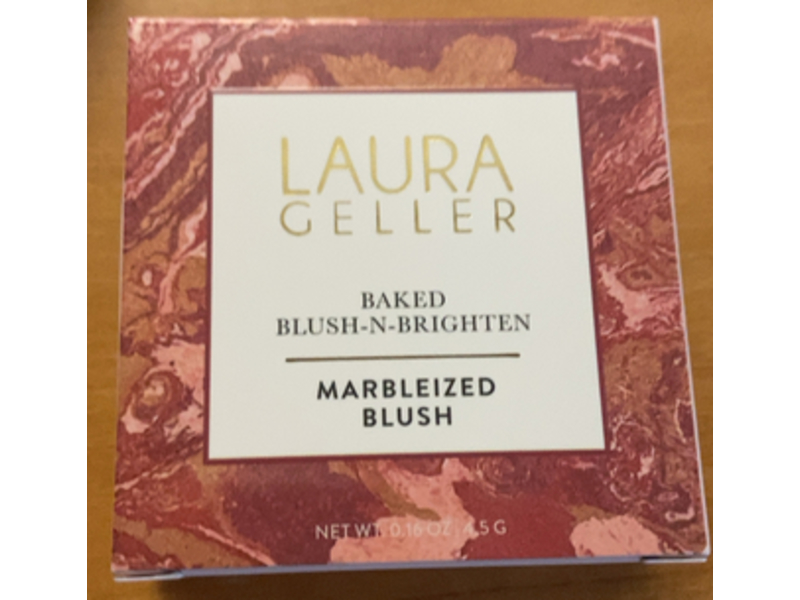 LAURA
GELLER
BAKED
BLUSH-N-BRIGHTEN
MARBLEIZED
BLUSH
NET WT. 0.16 OZ. 4.5 G